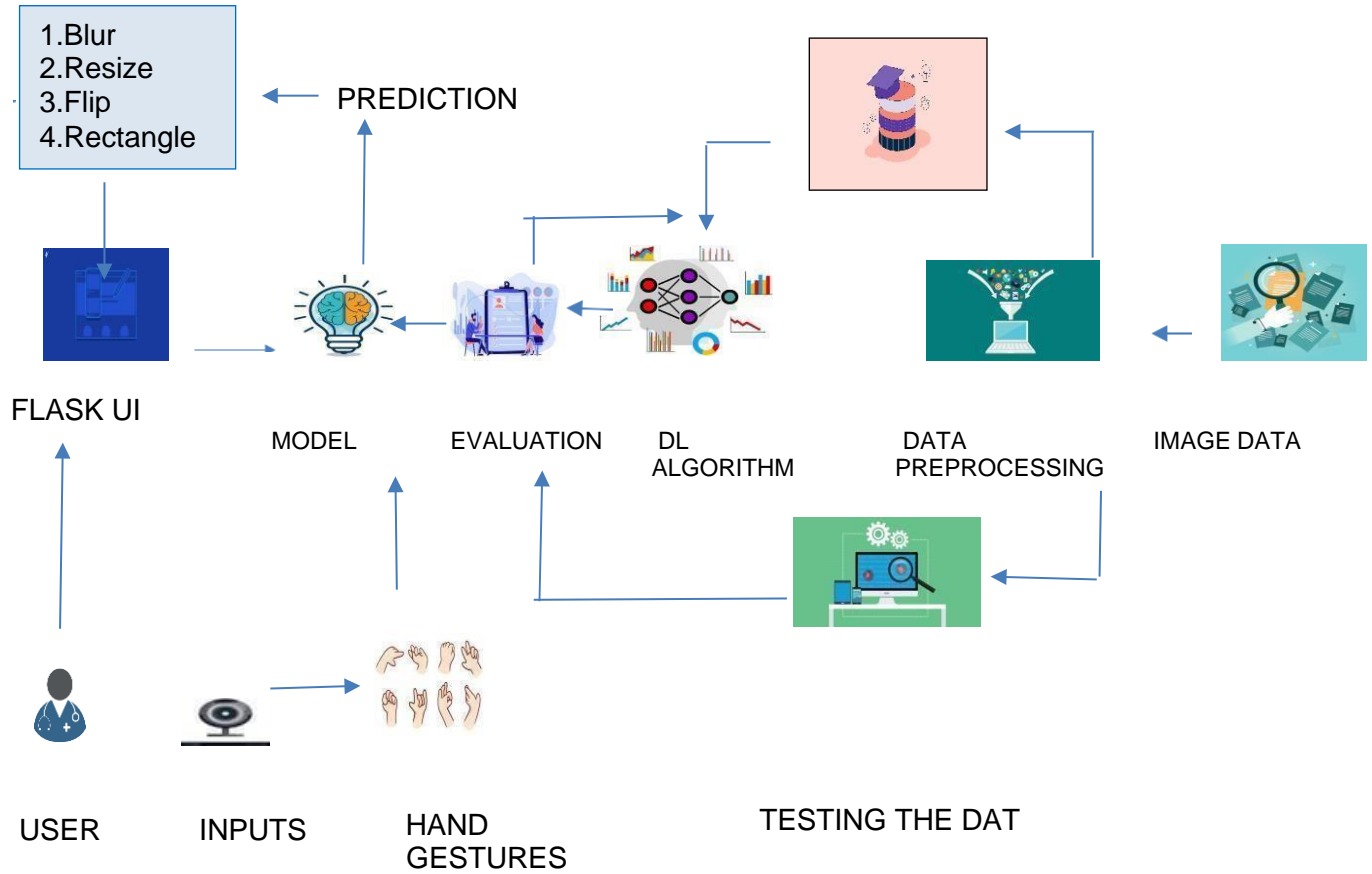 1.Blur
2.Resize
3.Flip
4.Rectangle
PREDICTION
FLASK UI
MODEL
EVALUATION
DL
ALGORITHM
DATA
PREPROCESSING
IMAGE DATA
USER
INPUTS
HAND
GESTURES
TESTING THE DAT